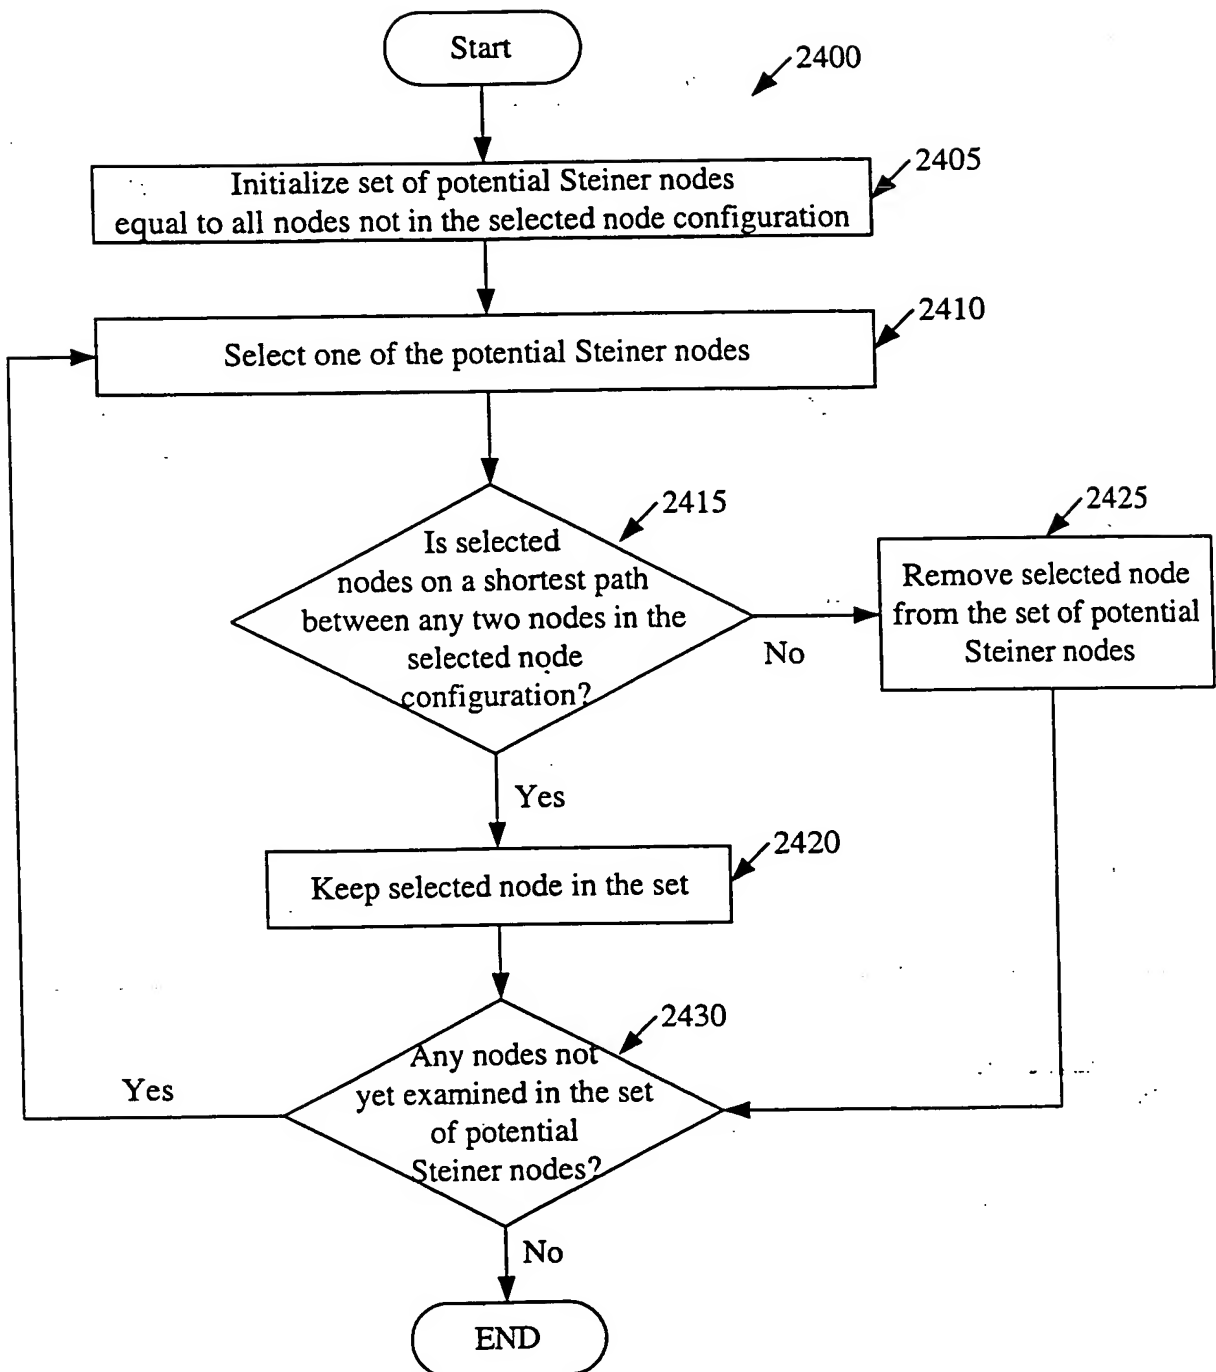 Start
2400
2405
Initialize set of potential Steiner nodes
equal to all nodes not in the selected node configuration
2410
Select one of the potential Steiner nodes
2415
Is selected
nodes on a shortest path
between any two nodes in the
selected node
configuration?
No
2425
Remove selected node
from the set of potential
Steiner nodes
Yes
2420
Keep selected node in the set
2430
Any nodes not
yet examined in the set
of potential
Steiner nodes?
Yes
No
END